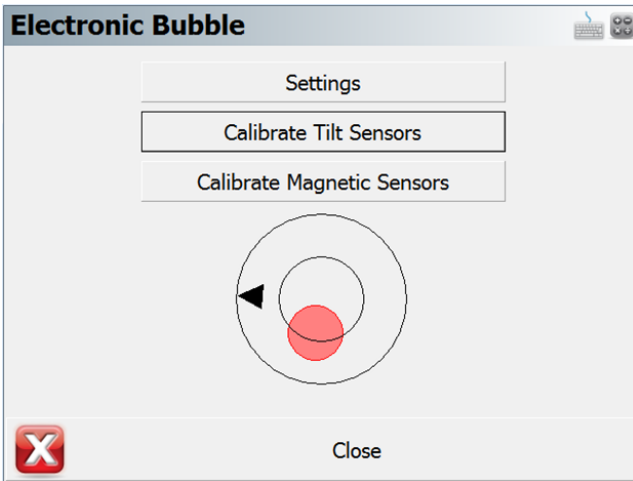 Electronic Bubble
Settings
Calibrate Tilt Sensors
Calibrate Magnetic Sensors
Close